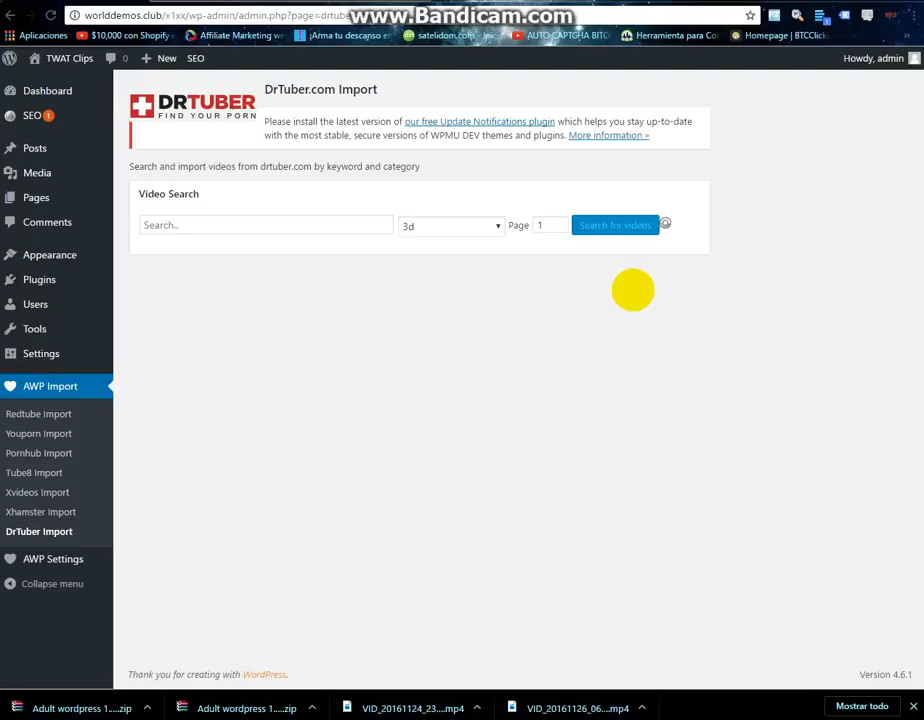 worlddemos.club/x1xx/wp-admin/admin.php?page=drtube
www.Bandicam.com
Aplicaciones
$10,000 con Shopify
Affiliate Marketing w
¡Arma tu descanso en
satelidom.com - Inicia
AUTO CAPTCHA BITC
Herramienta para Co
Homepage | BTCClick
TWAT Clips
0
New
SEO
Howdy, admin
Dashboard
SEO 1
Posts
Media
Pages
Comments
Appearance
Plugins
Users
Tools
Settings
AWP Import
Redtube Import
Youporn Import
Pornhub Import
Tube8 Import
Xvideos Import
Xhamster Import
DrTuber Import
AWP Settings
Collapse menu
DRTUBER
FIND YOUR PORN
DrTuber.com Import
Please install the latest version of our free Update Notifications plugin which helps you stay up-to-date
with the most stable, secure versions of WPMU DEV themes and plugins. More information »
Search and import videos from drtuber.com by keyword and category
Video Search
Search..
3d
Page
1
Search for videos
Thank you for creating with WordPress.
Version 4.6.1
Adult wordpress 1.....zip
Adult wordpress 1.....zip
VID_20161124_23....mp4
VID_20161126_06....mp4
Mostrar todo